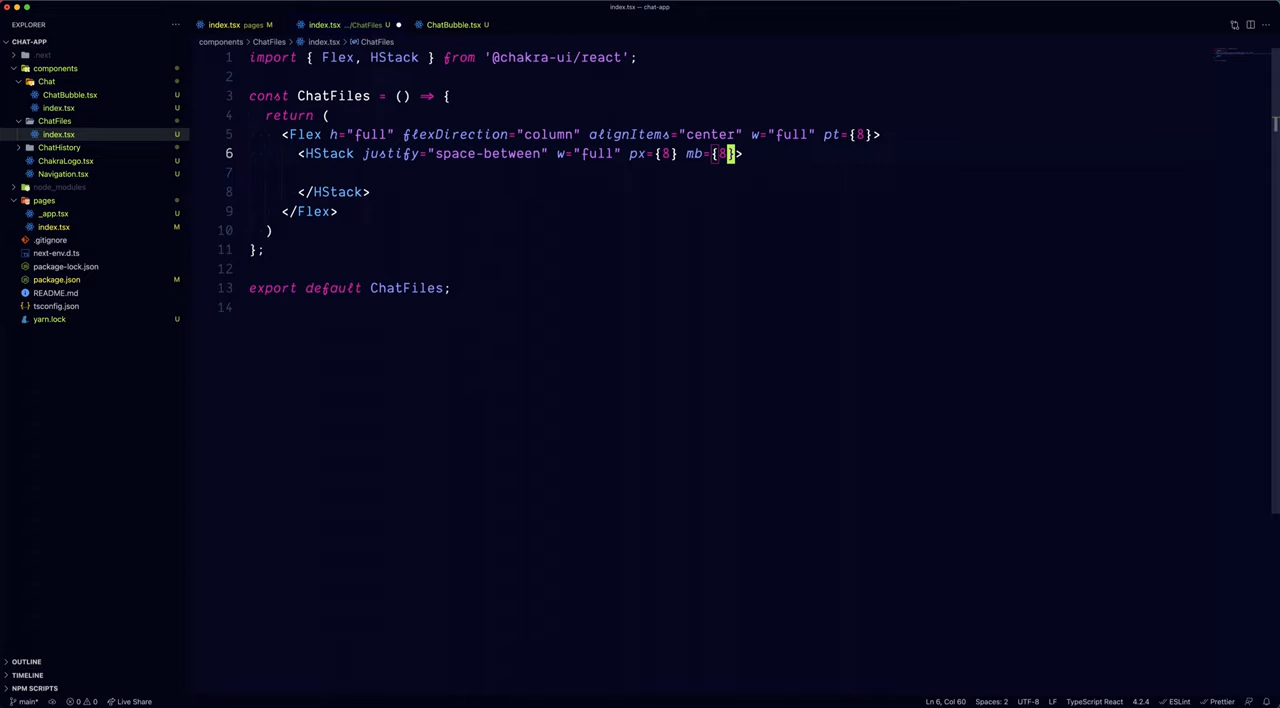 index.tsx — chat-app
EXPLORER ···
index.tsx pages M index.tsx .../ChatFiles U ● ChatBubble.tsx U
CHAT-APP
components > ChatFiles > index.tsx > ChatFiles
.next
components
Chat
ChatBubble.tsx U
index.tsx U
ChatFiles
index.tsx U
ChatHistory
ChakraLogo.tsx U
Navigation.tsx U
node_modules
pages
_app.tsx U
index.tsx M
.gitignore
next-env.d.ts
package-lock.json
package.json M
README.md
tsconfig.json
yarn.lock U
OUTLINE
TIMELINE
NPM SCRIPTS
1 import { Flex, HStack } from '@chakra-ui/react';
2
3 const ChatFiles = () => {
4 return (
5 <Flex h="full" flexDirection="column" alignItems="center" w="full" pt={8}>
6 <HStack justify="space-between" w="full" px={8} mb={8}>
7
8 </HStack>
9 </Flex>
10 )
11 };
12
13 export default ChatFiles;
14
main* 0 0 Live Share Ln 6, Col 60 Spaces: 2 UTF-8 LF TypeScript React 4.2.4 ESLint Prettier